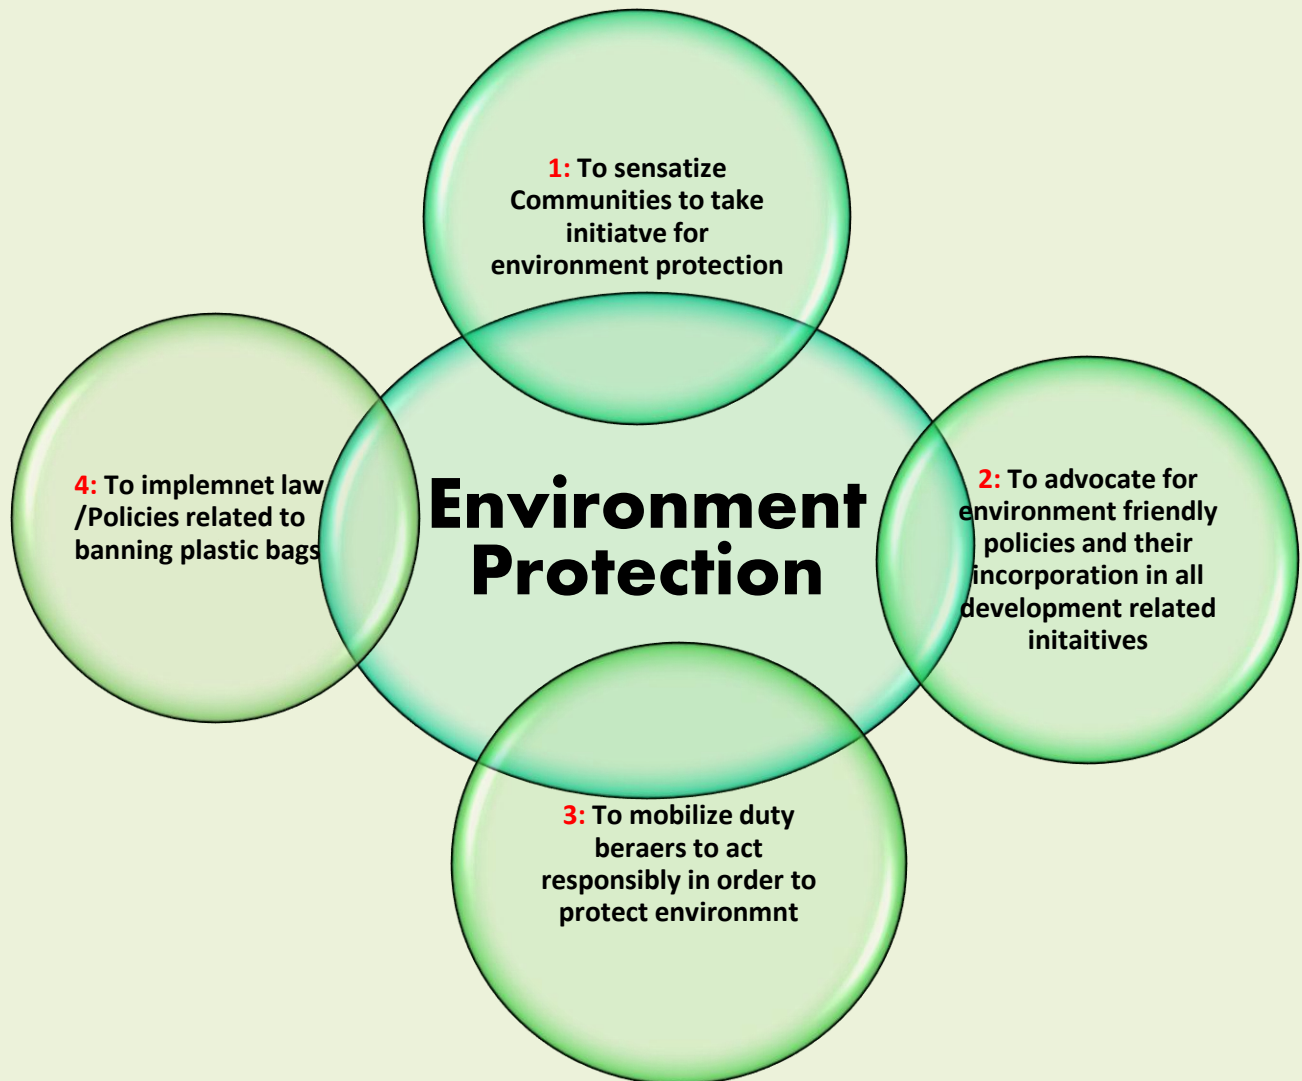 1: To sensatize
Communities to take
initiatve for
environment protection
Environment
Protection
2: To advocate for
environment friendly
policies and their
incorporation in all
development related
initaitives
3: To mobilize duty
beraers to act
responsibly in order to
protect environmnt
4: To implemnet law
/Policies related to
banning plastic bags